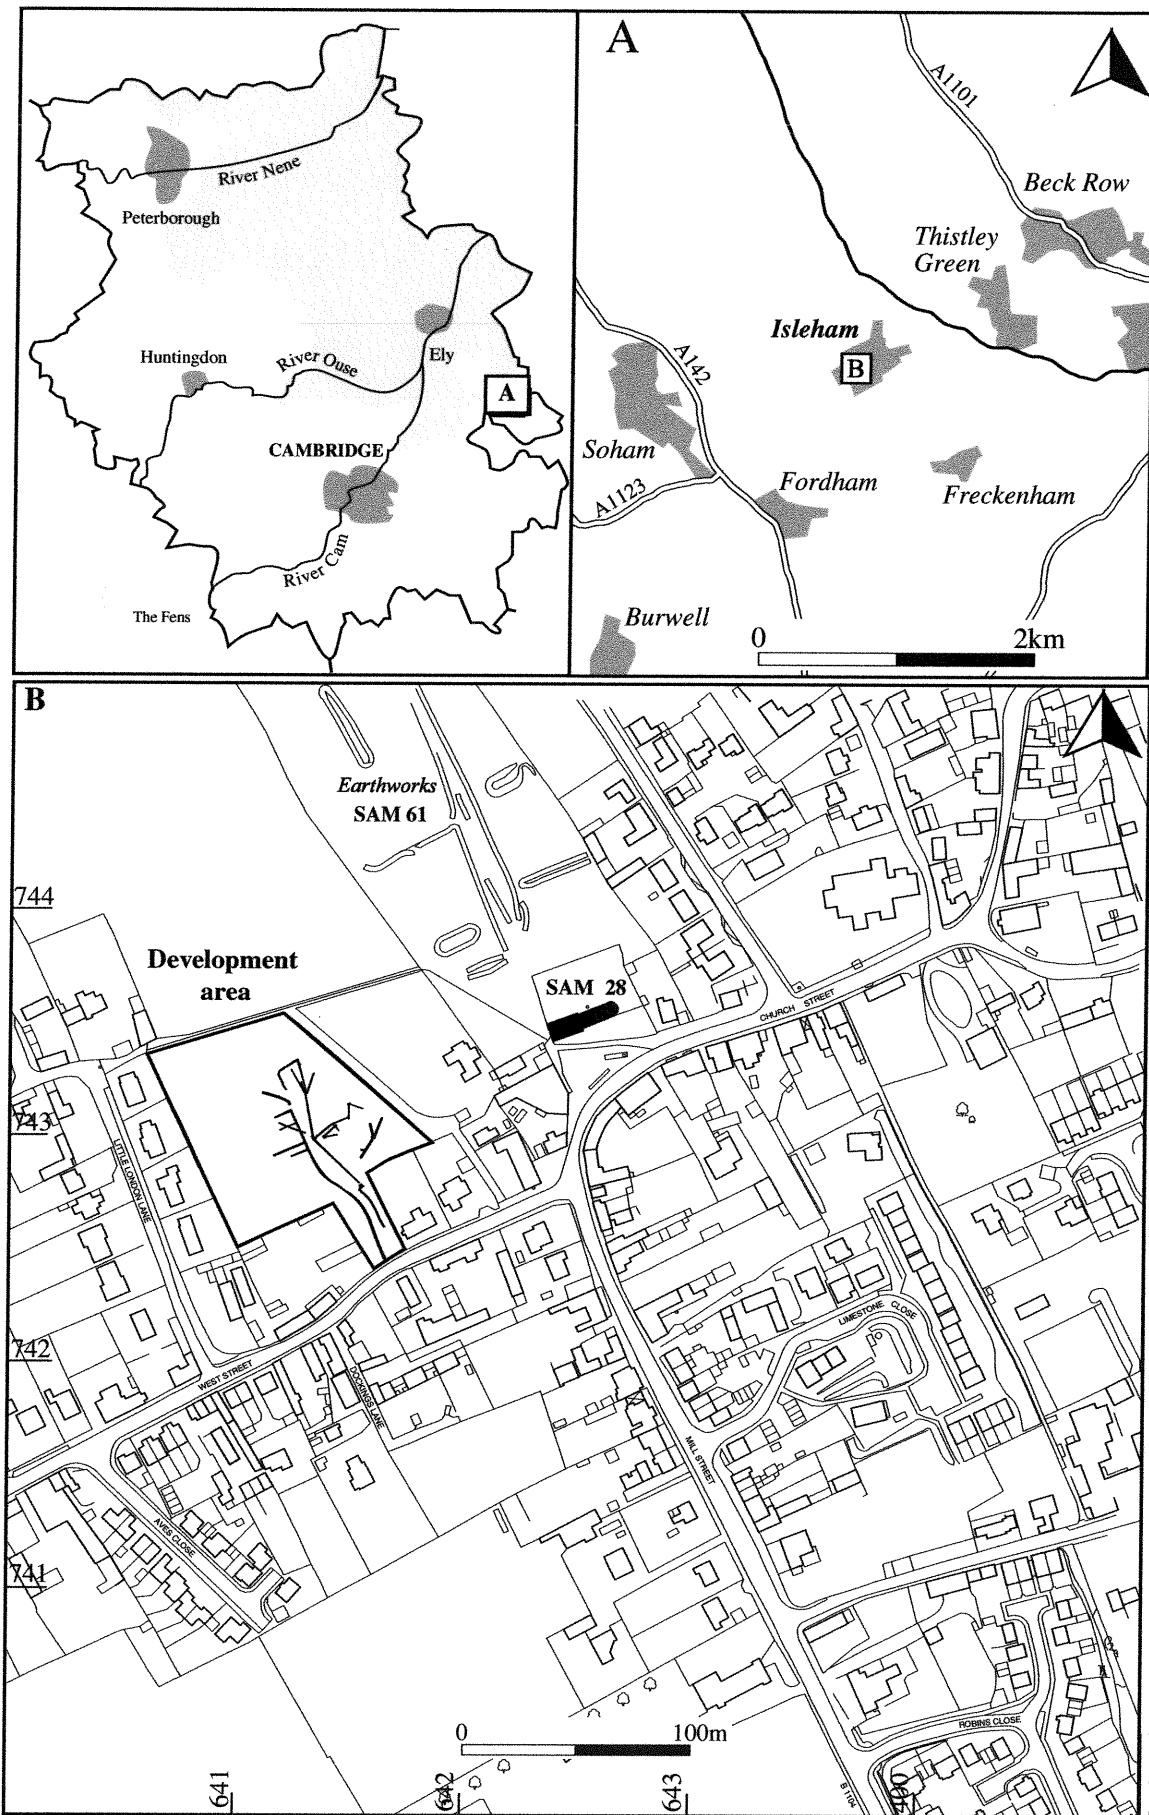 River Nene
Peterborough
Huntingdon
River Ouse
Ely
A
CAMBRIDGE
River Cam
The Fens
A
A1101
Beck Row
Thistley
Green
Isleham
B
A142
Soham
A1123
Fordham
Freckenham
Burwell
0
2km
B
Earthworks
SAM 61
744
Development
area
SAM 28
CHURCH STREET
743
LITTLE LONDON LANE
LIMESTONE CLOSE
742
WEST STREET
DOCKINGS LANE
MILL STREET
AVES CLOSE
741
ROBINS CLOSE
0
100m
641
642
643
B 1104